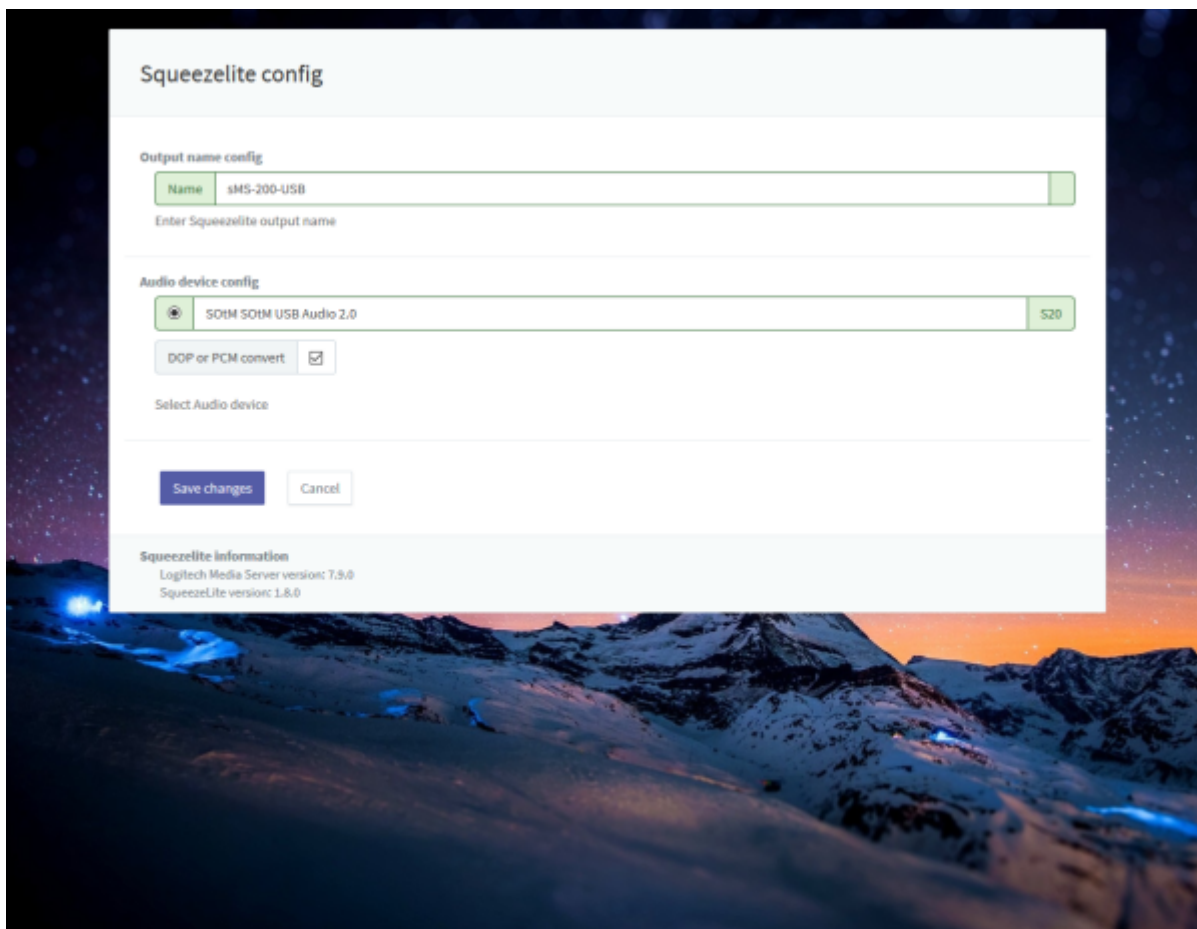 Squeezelite config
Output name config
Name sMS-200-USB
Enter Squeezelite output name
Audio device config
SOtM SOtM USB Audio 2.0 S20
DOP or PCM convert
Select Audio device
Save changes Cancel
Squeezelite information
Logitech Media Server version: 7.9.0
SqueezeLite version: 1.8.0